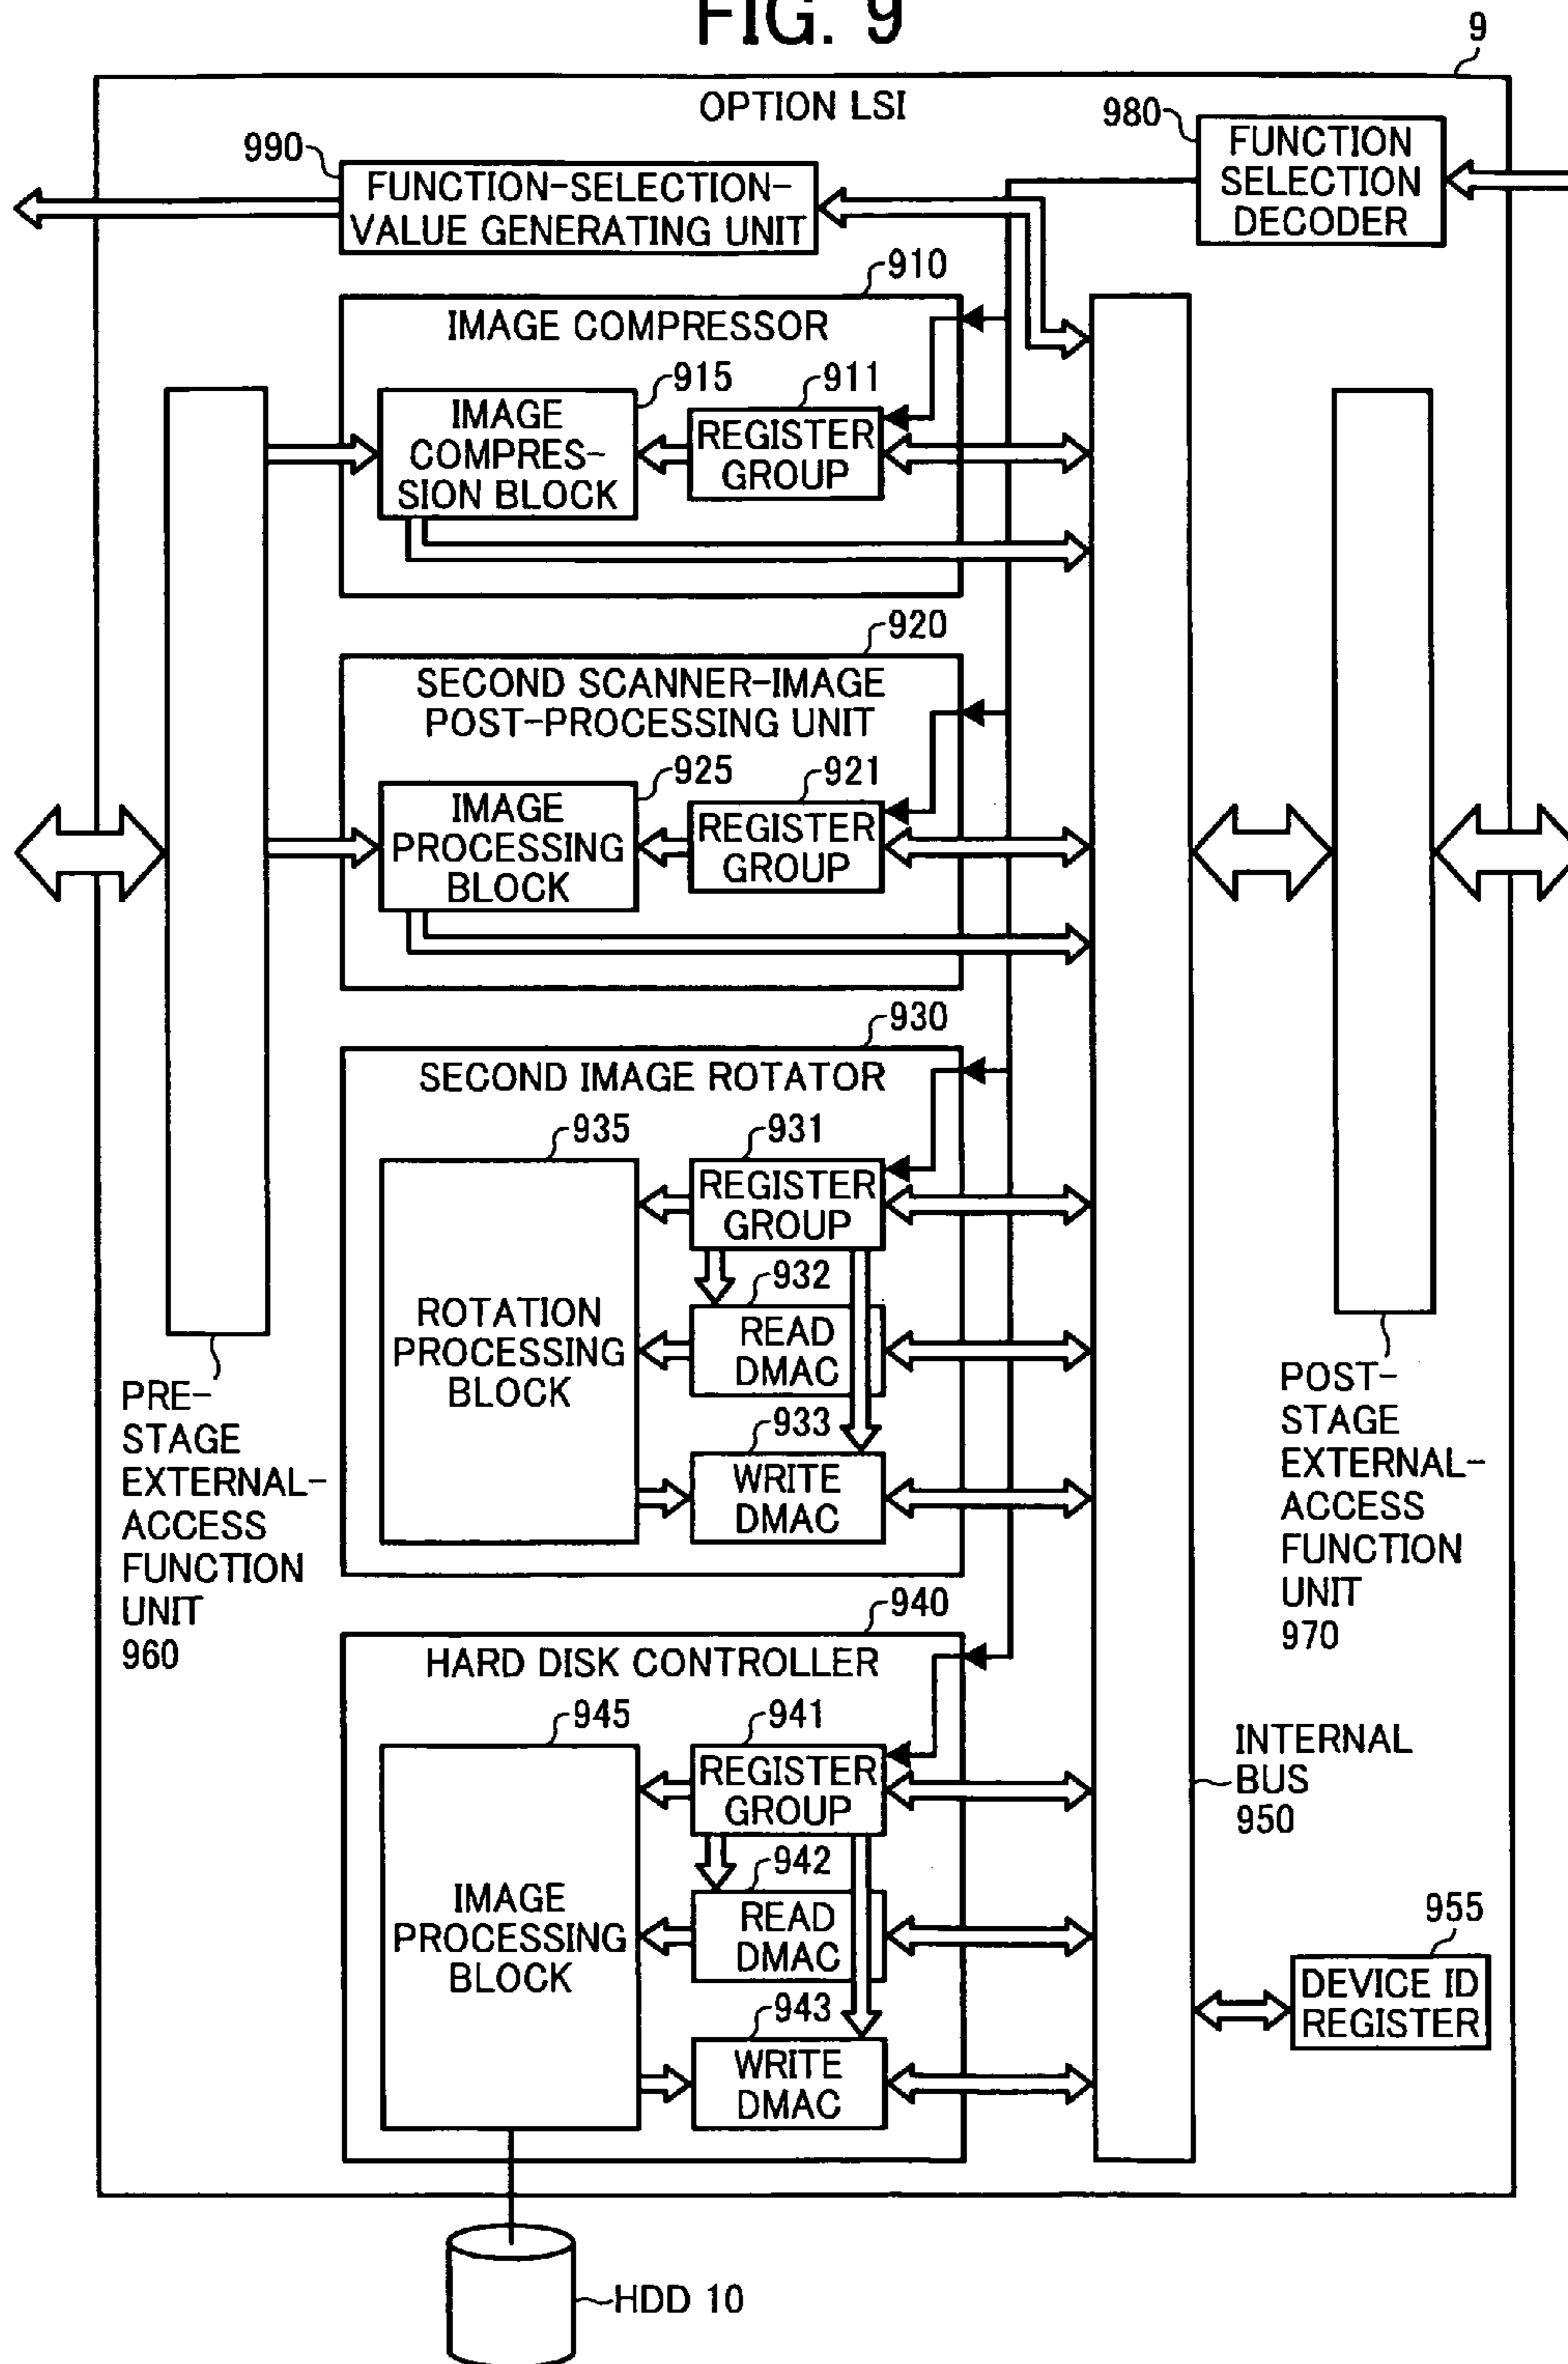 FIG. 9
9
OPTION LSI
980
FUNCTION
SELECTION
DECODER
990
FUNCTION-SELECTION-
VALUE GENERATING UNIT
910
IMAGE COMPRESSOR
915
IMAGE
COMPRES-
SION BLOCK
911
REGISTER
GROUP
920
SECOND SCANNER-IMAGE
POST-PROCESSING UNIT
925
IMAGE
PROCESSING
BLOCK
921
REGISTER
GROUP
930
SECOND IMAGE ROTATOR
935
ROTATION
PROCESSING
BLOCK
931
REGISTER
GROUP
932
READ
DMAC
933
WRITE
DMAC
PRE-
STAGE
EXTERNAL-
ACCESS
FUNCTION
UNIT
960
POST-
STAGE
EXTERNAL-
ACCESS
FUNCTION
UNIT
970
940
HARD DISK CONTROLLER
945
IMAGE
PROCESSING
BLOCK
941
REGISTER
GROUP
942
READ
DMAC
943
WRITE
DMAC
INTERNAL
BUS
950
955
DEVICE ID
REGISTER
HDD 10